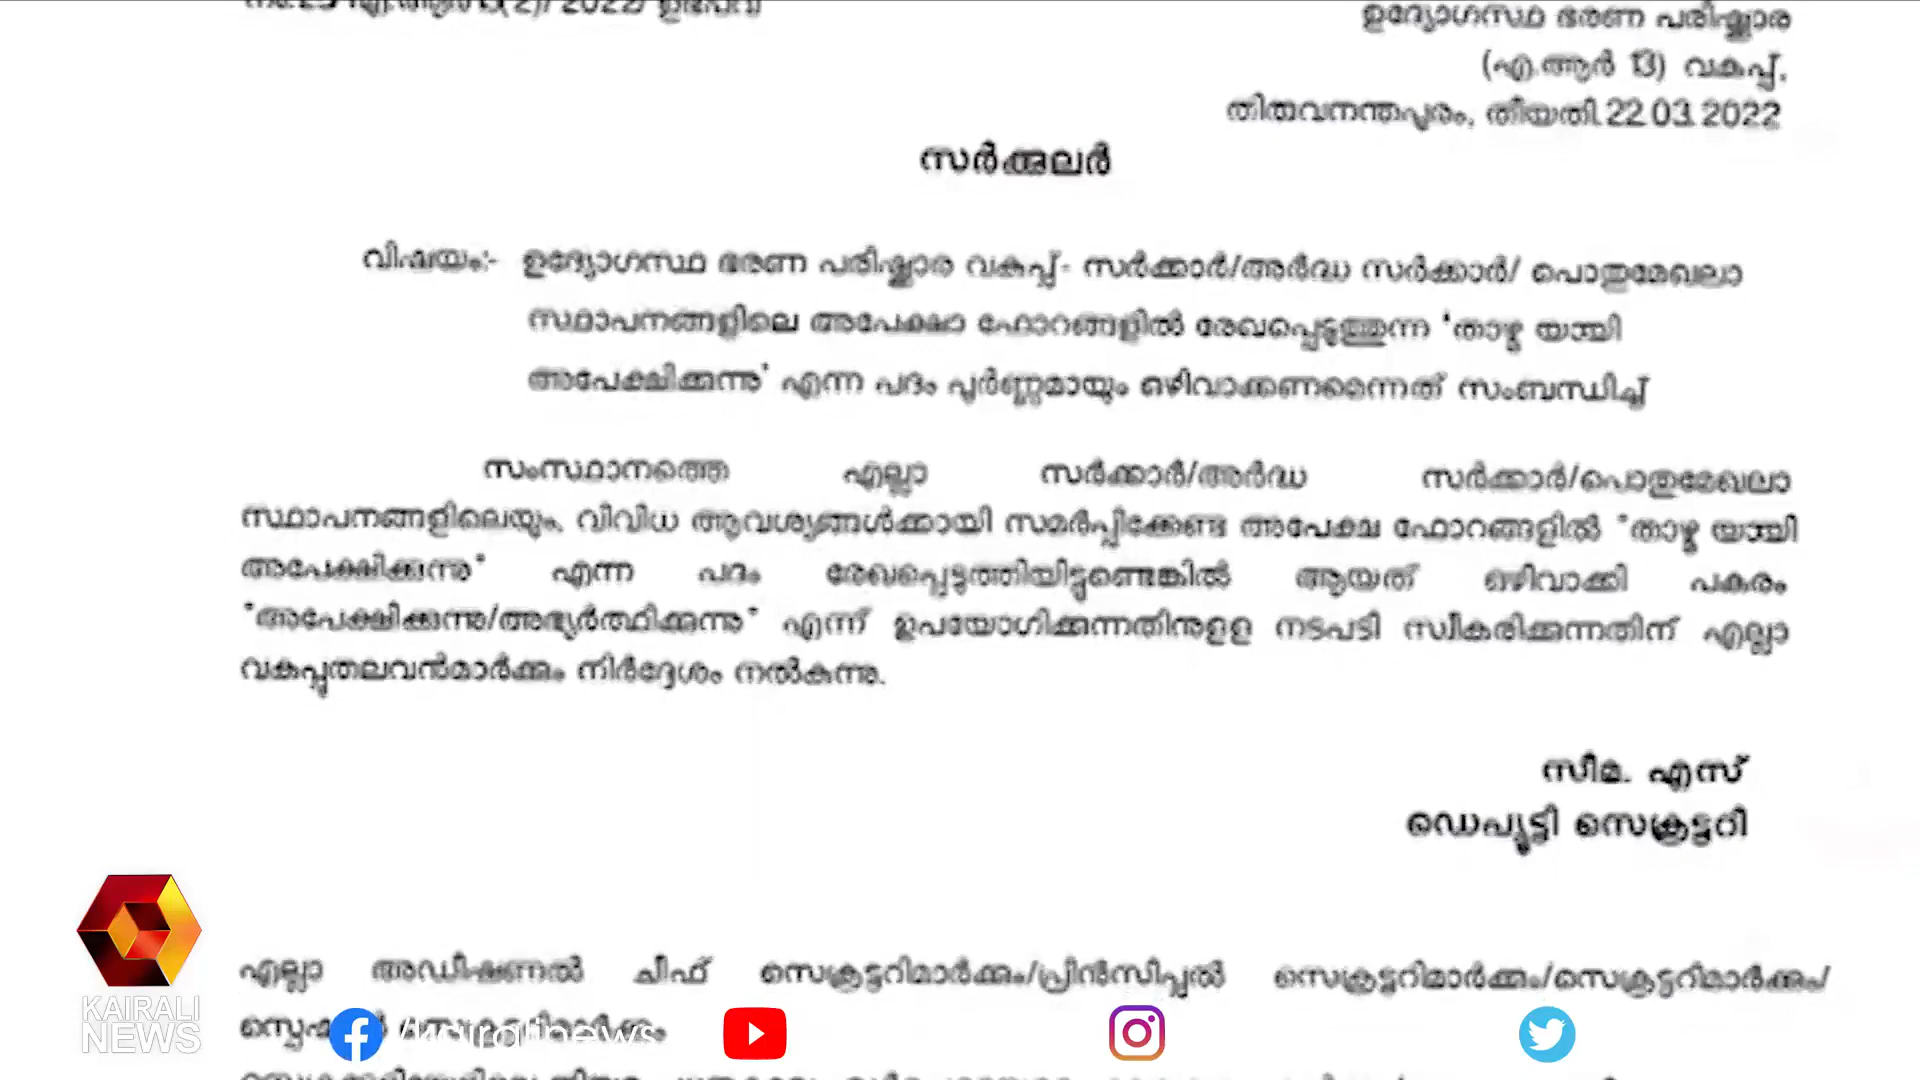 ഉദ്യോഗസ്ഥ ഭരണ പരിഷ്കാര
(എ.ആർ 13) വകുപ്പ്,
തിരുവനന്തപുരം, തീയതി.22.03.2022
സർക്കുലർ
വിഷയം:- ഉദ്യോഗസ്ഥ ഭരണ പരിഷ്കാര വകുപ്പ്- സർക്കാർ/അർദ്ധ സർക്കാർ/ പൊതുമേഖലാ
സ്ഥാപനങ്ങളിലെ അപേക്ഷാ ഫോറങ്ങളിൽ രേഖപ്പെടുത്തുന്ന 'താഴ്മയായി
അപേക്ഷിക്കുന്നു' എന്ന പദം പൂർണ്ണമായും ഒഴിവാക്കണമെന്നത് സംബന്ധിച്ച്
സംസ്ഥാനത്തെ എല്ലാ സർക്കാർ/അർദ്ധ സർക്കാർ/പൊതുമേഖലാ
സ്ഥാപനങ്ങളിലെയും, വിവിധ ആവശ്യങ്ങൾക്കായി സമർപ്പിക്കേണ്ട അപേക്ഷ ഫോറങ്ങളിൽ "താഴ്മയായി
അപേക്ഷിക്കുന്നു" എന്ന പദം രേഖപ്പെടുത്തിയിട്ടുണ്ടെങ്കിൽ ആയത് ഒഴിവാക്കി പകരം
"അപേക്ഷിക്കുന്നു/അഭ്യർത്ഥിക്കുന്നു" എന്ന് ഉപയോഗിക്കുന്നതിനുളള നടപടി സ്വീകരിക്കുന്നതിന് എല്ലാ
വകുപ്പുതലവൻമാർക്കും നിർദ്ദേശം നൽകുന്നു.
സീമ. എസ്
ഡെപ്യൂട്ടി സെക്രട്ടറി
എല്ലാ അഡീഷണൽ ചീഫ് സെക്രട്ടറിമാർക്കും/പ്രിൻസിപ്പൽ സെക്രട്ടറിമാർക്കും/സെക്രട്ടറിമാർക്കും/
/kairalinews
KAIRALI
NEWS